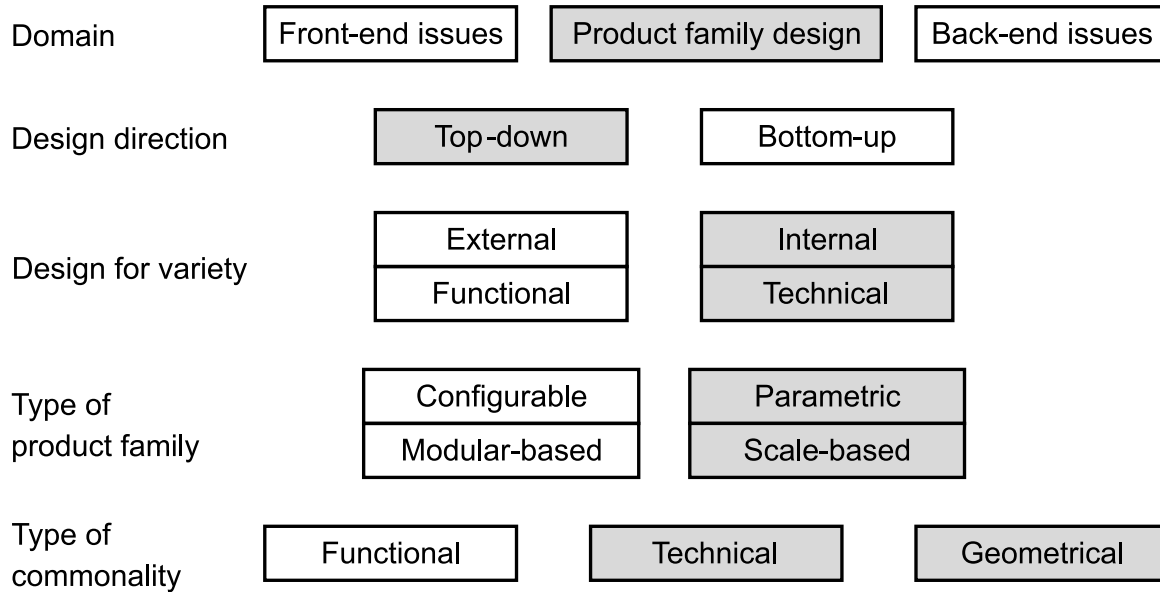 Domain
Front-end issues
Product family design
Back-end issues
Design direction
Top-down
Bottom-up
Design for variety
External
Internal
Functional
Technical
Type of
product family
Configurable
Parametric
Modular-based
Scale-based
Type of
commonality
Functional
Technical
Geometrical